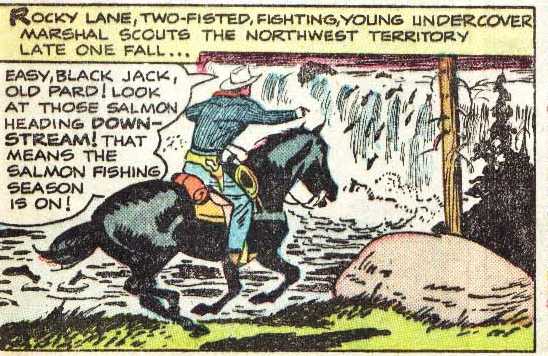 ROCKY LANE, TWO-FISTED, FIGHTING, YOUNG UNDERCOVER
MARSHAL SCOUTS THE NORTHWEST TERRITORY
LATE ONE FALL...
EASY, BLACK JACK,
OLD PARD! LOOK
AT THOSE SALMON
HEADING DOWN-
STREAM! THAT
MEANS THE
SALMON FISHING
SEASON
IS ON!